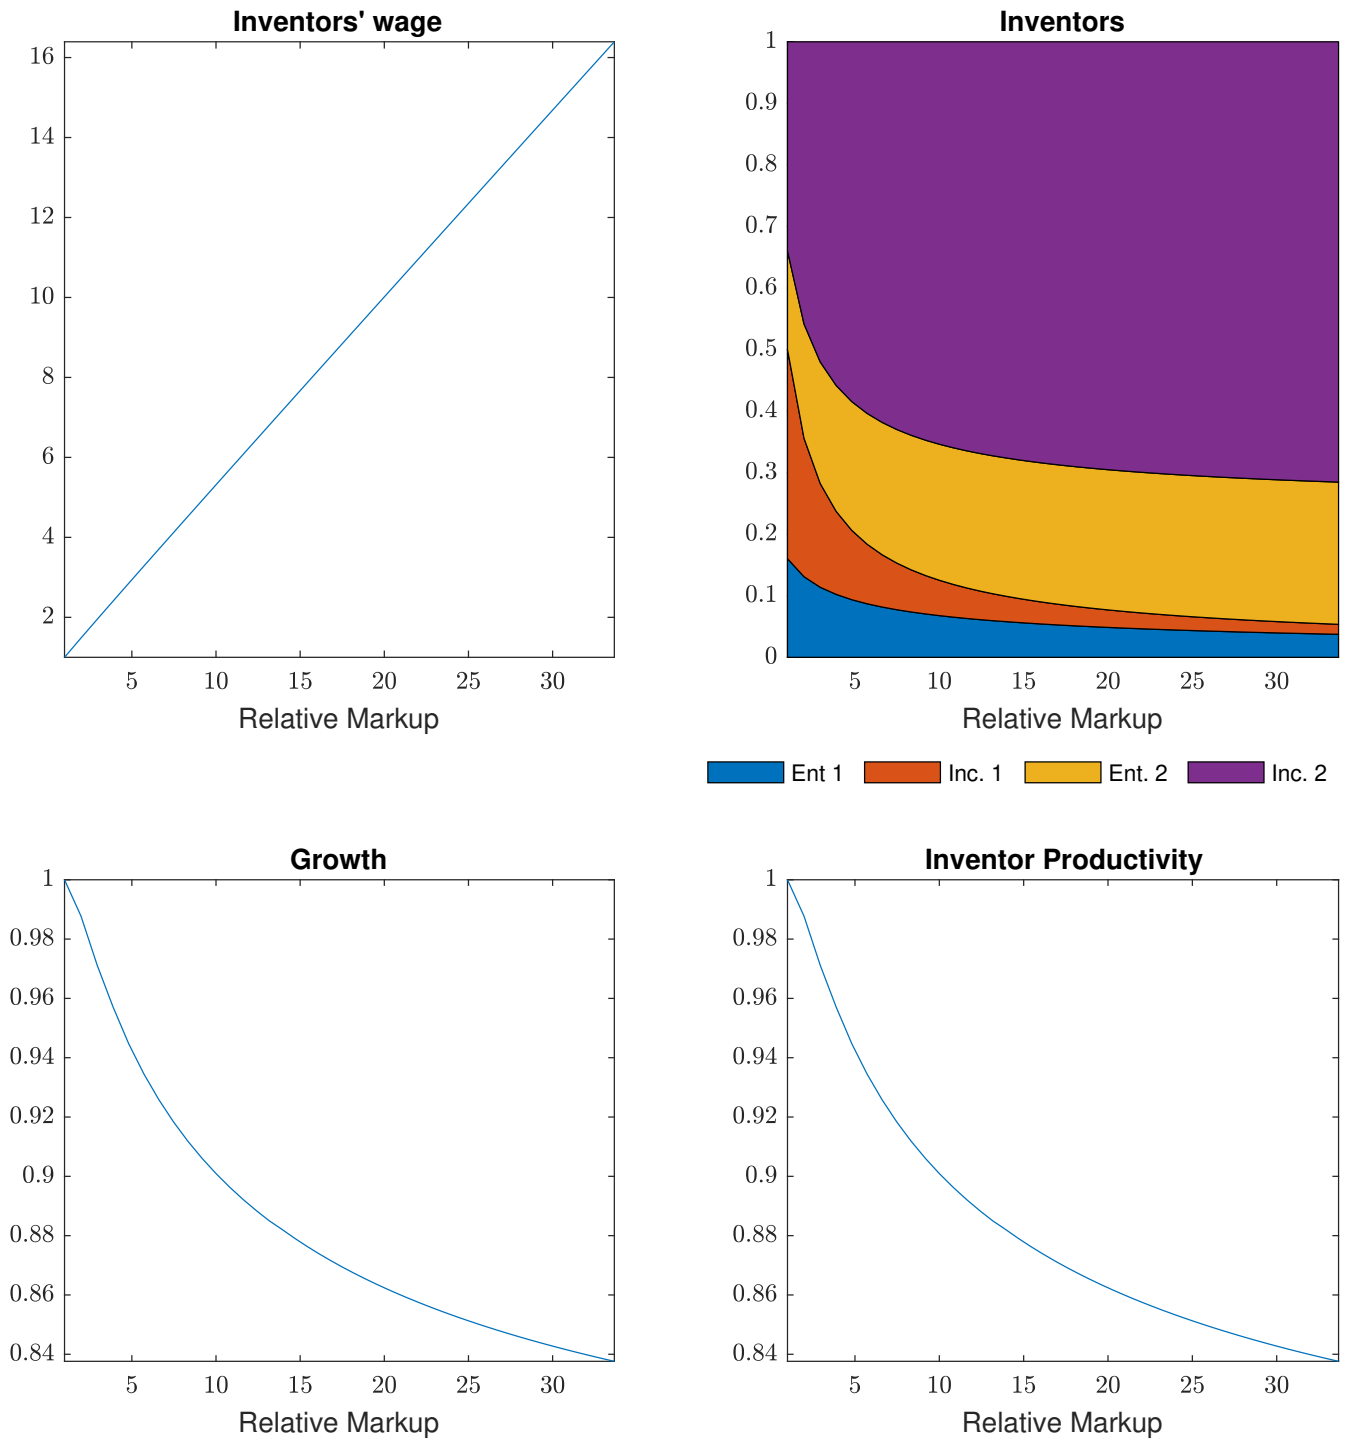 Inventors' wage
16
14
12
10
8
6
4
2
5 10 15 20 25 30
Relative Markup
Inventors
1
0.9
0.8
0.7
0.6
0.5
0.4
0.3
0.2
0.1
0
5 10 15 20 25 30
Relative Markup
Ent 1 Inc. 1 Ent. 2 Inc. 2
Growth
1
0.98
0.96
0.94
0.92
0.9
0.88
0.86
0.84
5 10 15 20 25 30
Relative Markup
Inventor Productivity
1
0.98
0.96
0.94
0.92
0.9
0.88
0.86
0.84
5 10 15 20 25 30
Relative Markup